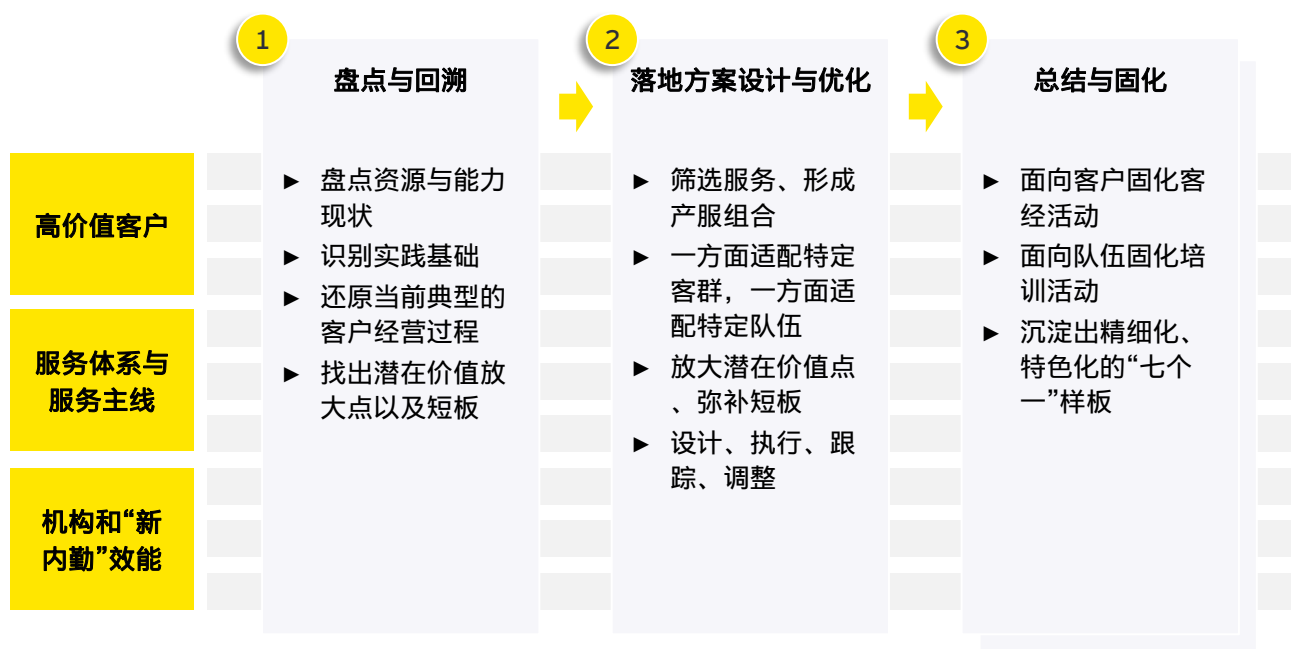 1
盘点与回溯
2
落地方案设计与优化
3
总结与固化
高价值客户
服务体系与
服务主线
机构和“新
内勤”效能
► 盘点资源与能力
现状
► 识别实践基础
► 还原当前典型的
客户经营过程
► 找出潜在价值放
大点以及短板
► 筛选服务、形成
产服组合
► 一方面适配特定
客群，一方面适
配特定队伍
► 放大潜在价值点
、弥补短板
► 设计、执行、跟
踪、调整
► 面向客户固化客
经活动
► 面向队伍固化培
训活动
► 沉淀出精细化、
特色化的“七个
一”样板